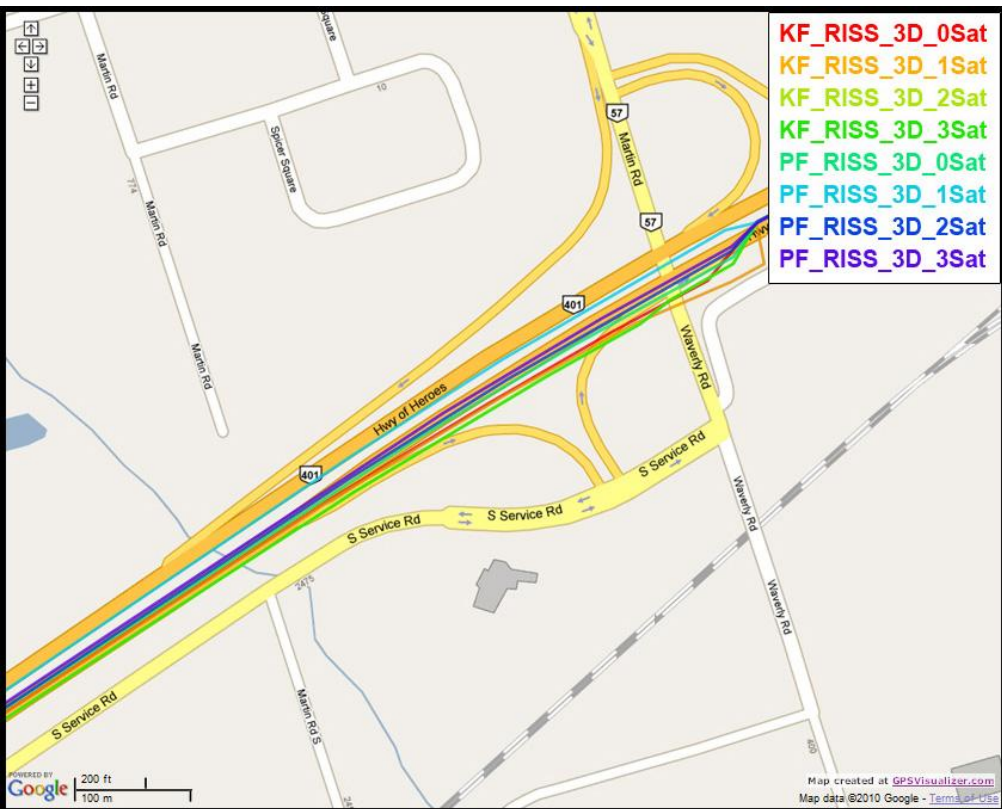 KF_RISS_3D_0Sat
KF_RISS_3D_1Sat
KF_RISS_3D_2Sat
KF_RISS_3D_3Sat
PF_RISS_3D_0Sat
PF_RISS_3D_1Sat
PF_RISS_3D_2Sat
PF_RISS_3D_3Sat
Martin Rd
Square
10
Spicer Square
774
Martin Rd
57
Martin Rd
57
401
Martin Rd
Waverly Rd
Hwy of Heroes
401
S Service Rd
S Service Rd
S Service Rd
Waverly Rd
2475
Waverly Rd
S Service Rd
Martin Rd S
POWERED BY
Google
200 ft
100 m
Map created at GPSVisualizer.com
Map data ©2010 Google - Terms of Use